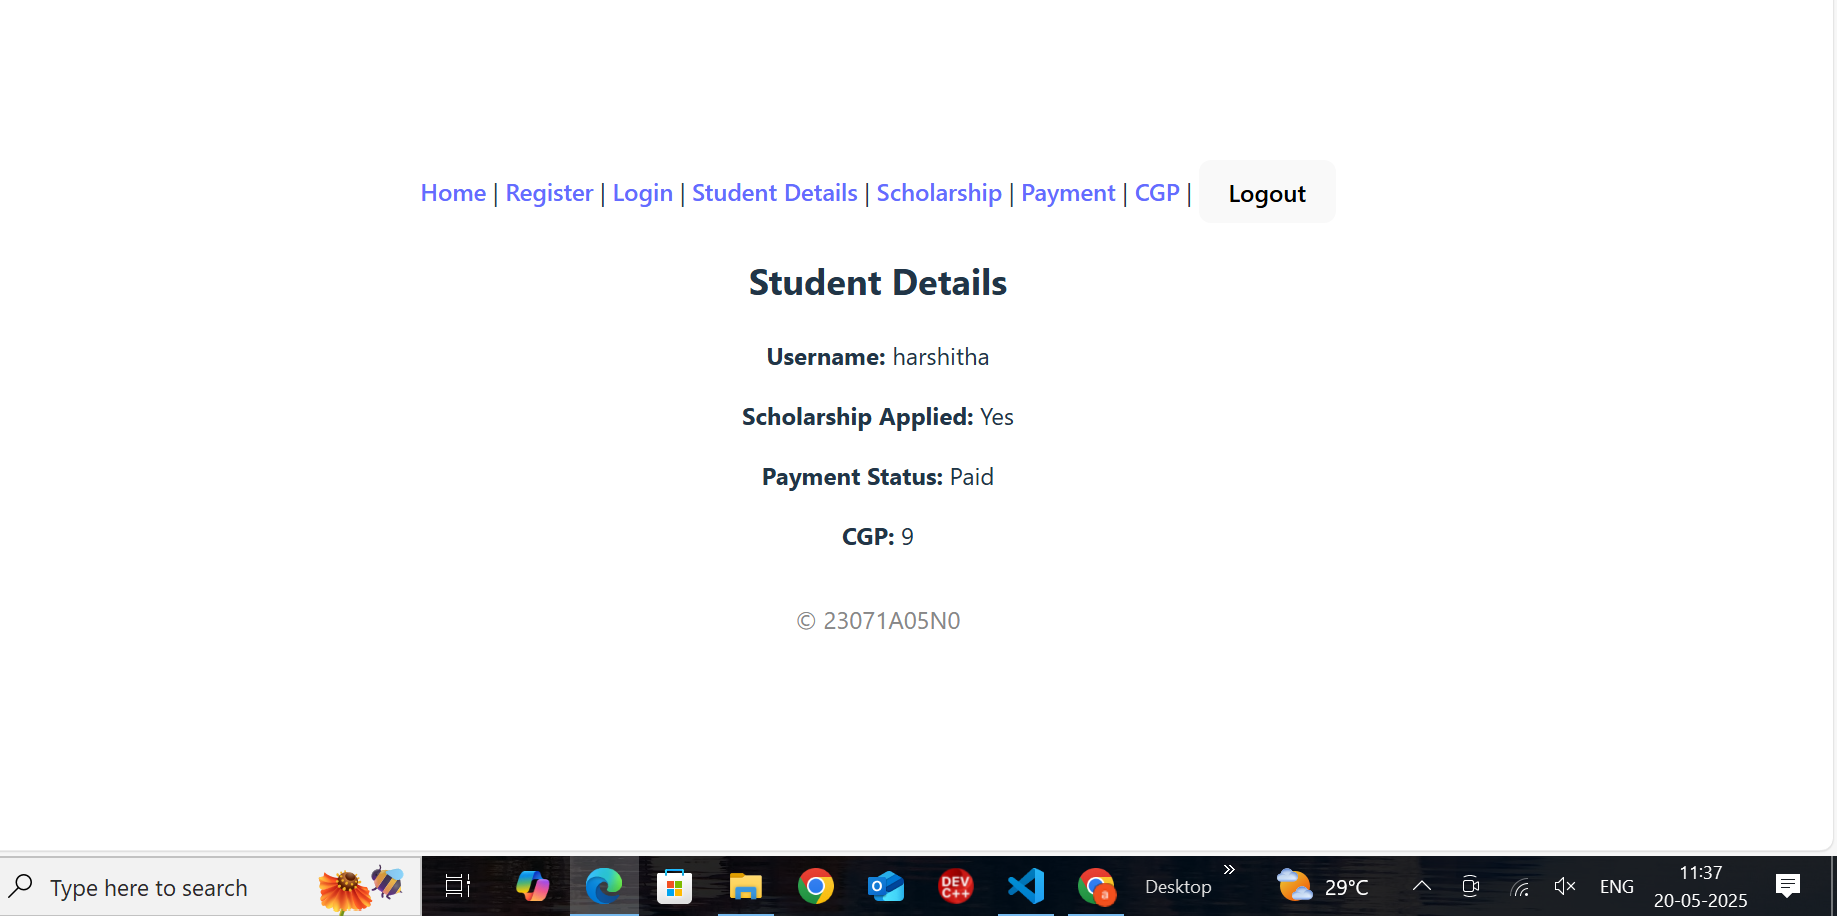 Home | Register | Login | Student Details | Scholarship | Payment | CGP | Logout
Student Details
Username: harshitha
Scholarship Applied: Yes
Payment Status: Paid
CGP: 9
© 23071A05N0
Type here to search
DEV C++
a
Desktop
29°C
ENG
11:37
20-05-2025